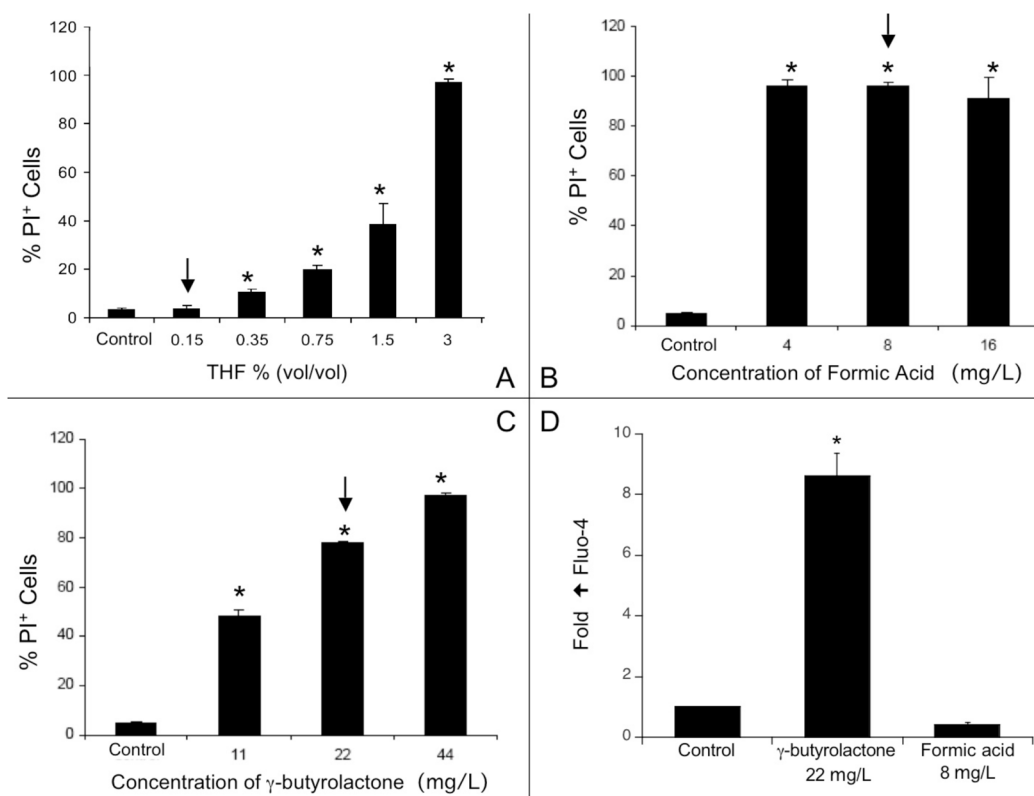 120
100
80
60
40
20
0
% PI⁺ Cells
*
*
*
*
Control 0.15 0.35 0.75 1.5 3
THF % (vol/vol)
A
120
100
80
60
40
20
0
% PI⁺ Cells
* * *
Control 4 8 16
Concentration of Formic Acid (mg/L)
B
120
100
80
60
40
20
0
% PI⁺ Cells
*
*
*
Control 11 22 44
Concentration of γ-butyrolactone (mg/L)
C
D
10
8
6
4
2
0
Fold ↑ Fluo-4
*
Control γ-butyrolactone Formic acid
22 mg/L 8 mg/L